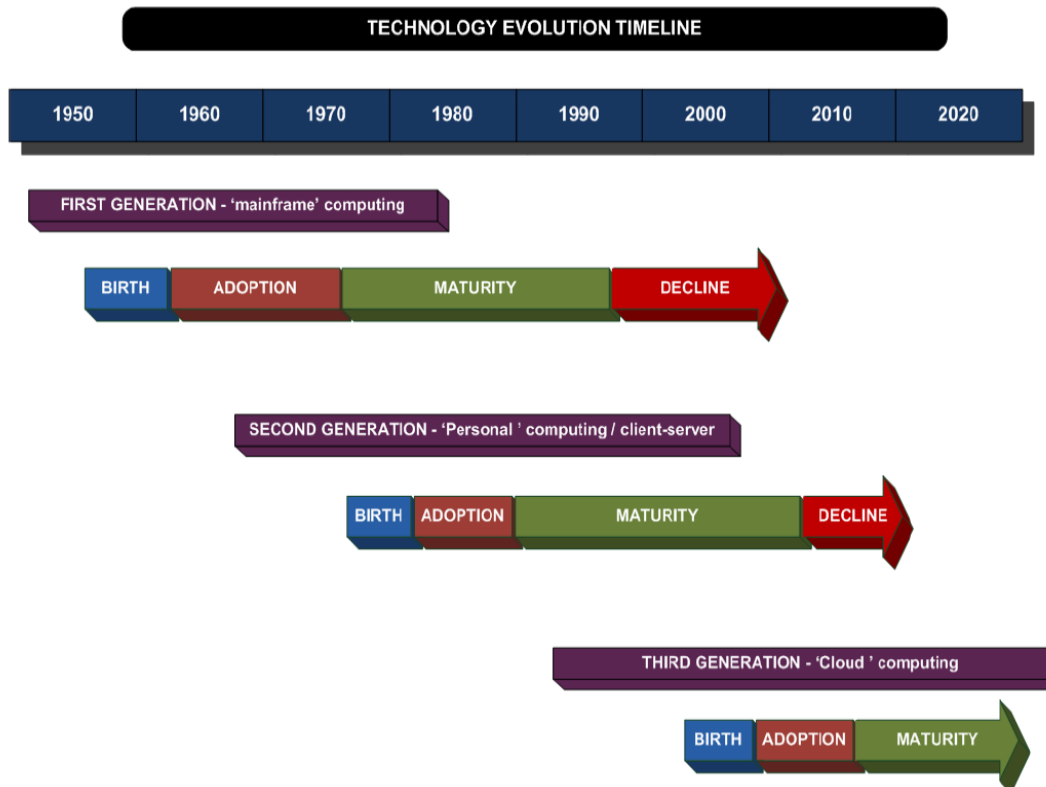 TECHNOLOGY EVOLUTION TIMELINE
1950 1960 1970 1980 1990 2000 2010 2020
FIRST GENERATION - ‘mainframe’ computing
BIRTH ADOPTION MATURITY DECLINE
SECOND GENERATION - ‘Personal ’ computing / client-server
BIRTH ADOPTION MATURITY DECLINE
THIRD GENERATION - ‘Cloud ’ computing
BIRTH ADOPTION MATURITY